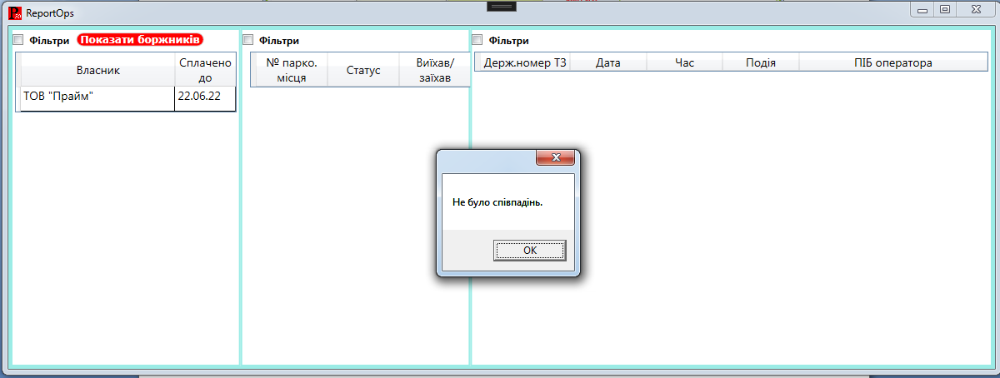 ReportOps
Фільтри Показати боржників
Власник Сплачено до
ТОВ "Прайм" 22.06.22
Фільтри
№ парко. місця Статус Виїхав/ заїхав
Фільтри
Держ.номер ТЗ Дата Час Подія ПІБ оператора
Не було співпадінь.
OK